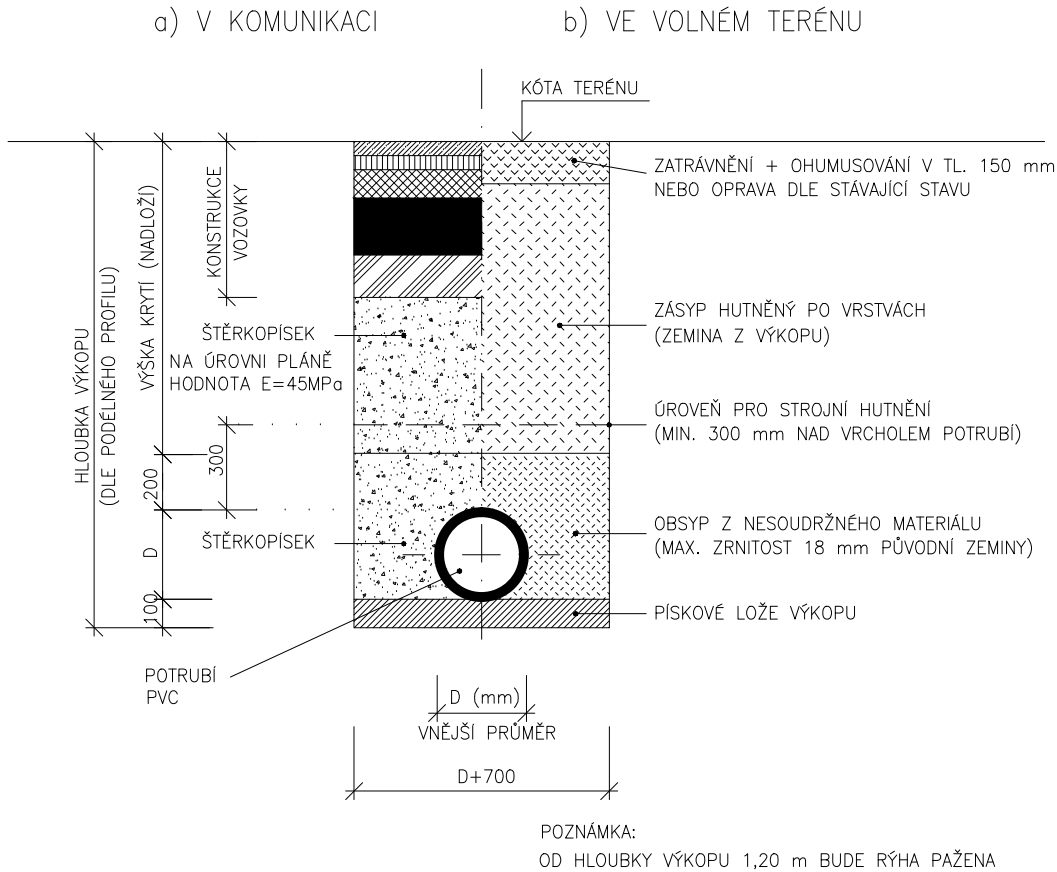 a) V KOMUNIKACI
b) VE VOLNÉM TERÉNU
KÓTA TERÉNU
ZATRÁVNĚNÍ + OHUMUSOVÁNÍ V TL. 150 mm
NEBO OPRAVA DLE STÁVAJÍCÍ STAVU
HLOUBKA VÝKOPU
(DLE PODÉLNÉHO PROFILU)
VÝŠKA KRYTÍ (NADLOŽÍ)
KONSTRUKCE
VOZOVKY
ŠTĚRKOPÍSEK
NA ÚROVNI PLÁNĚ
HODNOTA E=45MPa
ZÁSYP HUTNĚNÝ PO VRSTVÁCH
(ZEMINA Z VÝKOPU)
ÚROVEŇ PRO STROJNÍ HUTNĚNÍ
(MIN. 300 mm NAD VRCHOLEM POTRUBÍ)
300
200
D
100
ŠTĚRKOPÍSEK
OBSYP Z NESOUDRŽNÉHO MATERIÁLU
(MAX. ZRNITOST 18 mm PŮVODNÍ ZEMINY)
PÍSKOVÉ LOŽE VÝKOPU
POTRUBÍ
PVC
D (mm)
VNĚJŠÍ PRŮMĚR
D+700
POZNÁMKA:
OD HLOUBKY VÝKOPU 1,20 m BUDE RÝHA PAŽENA